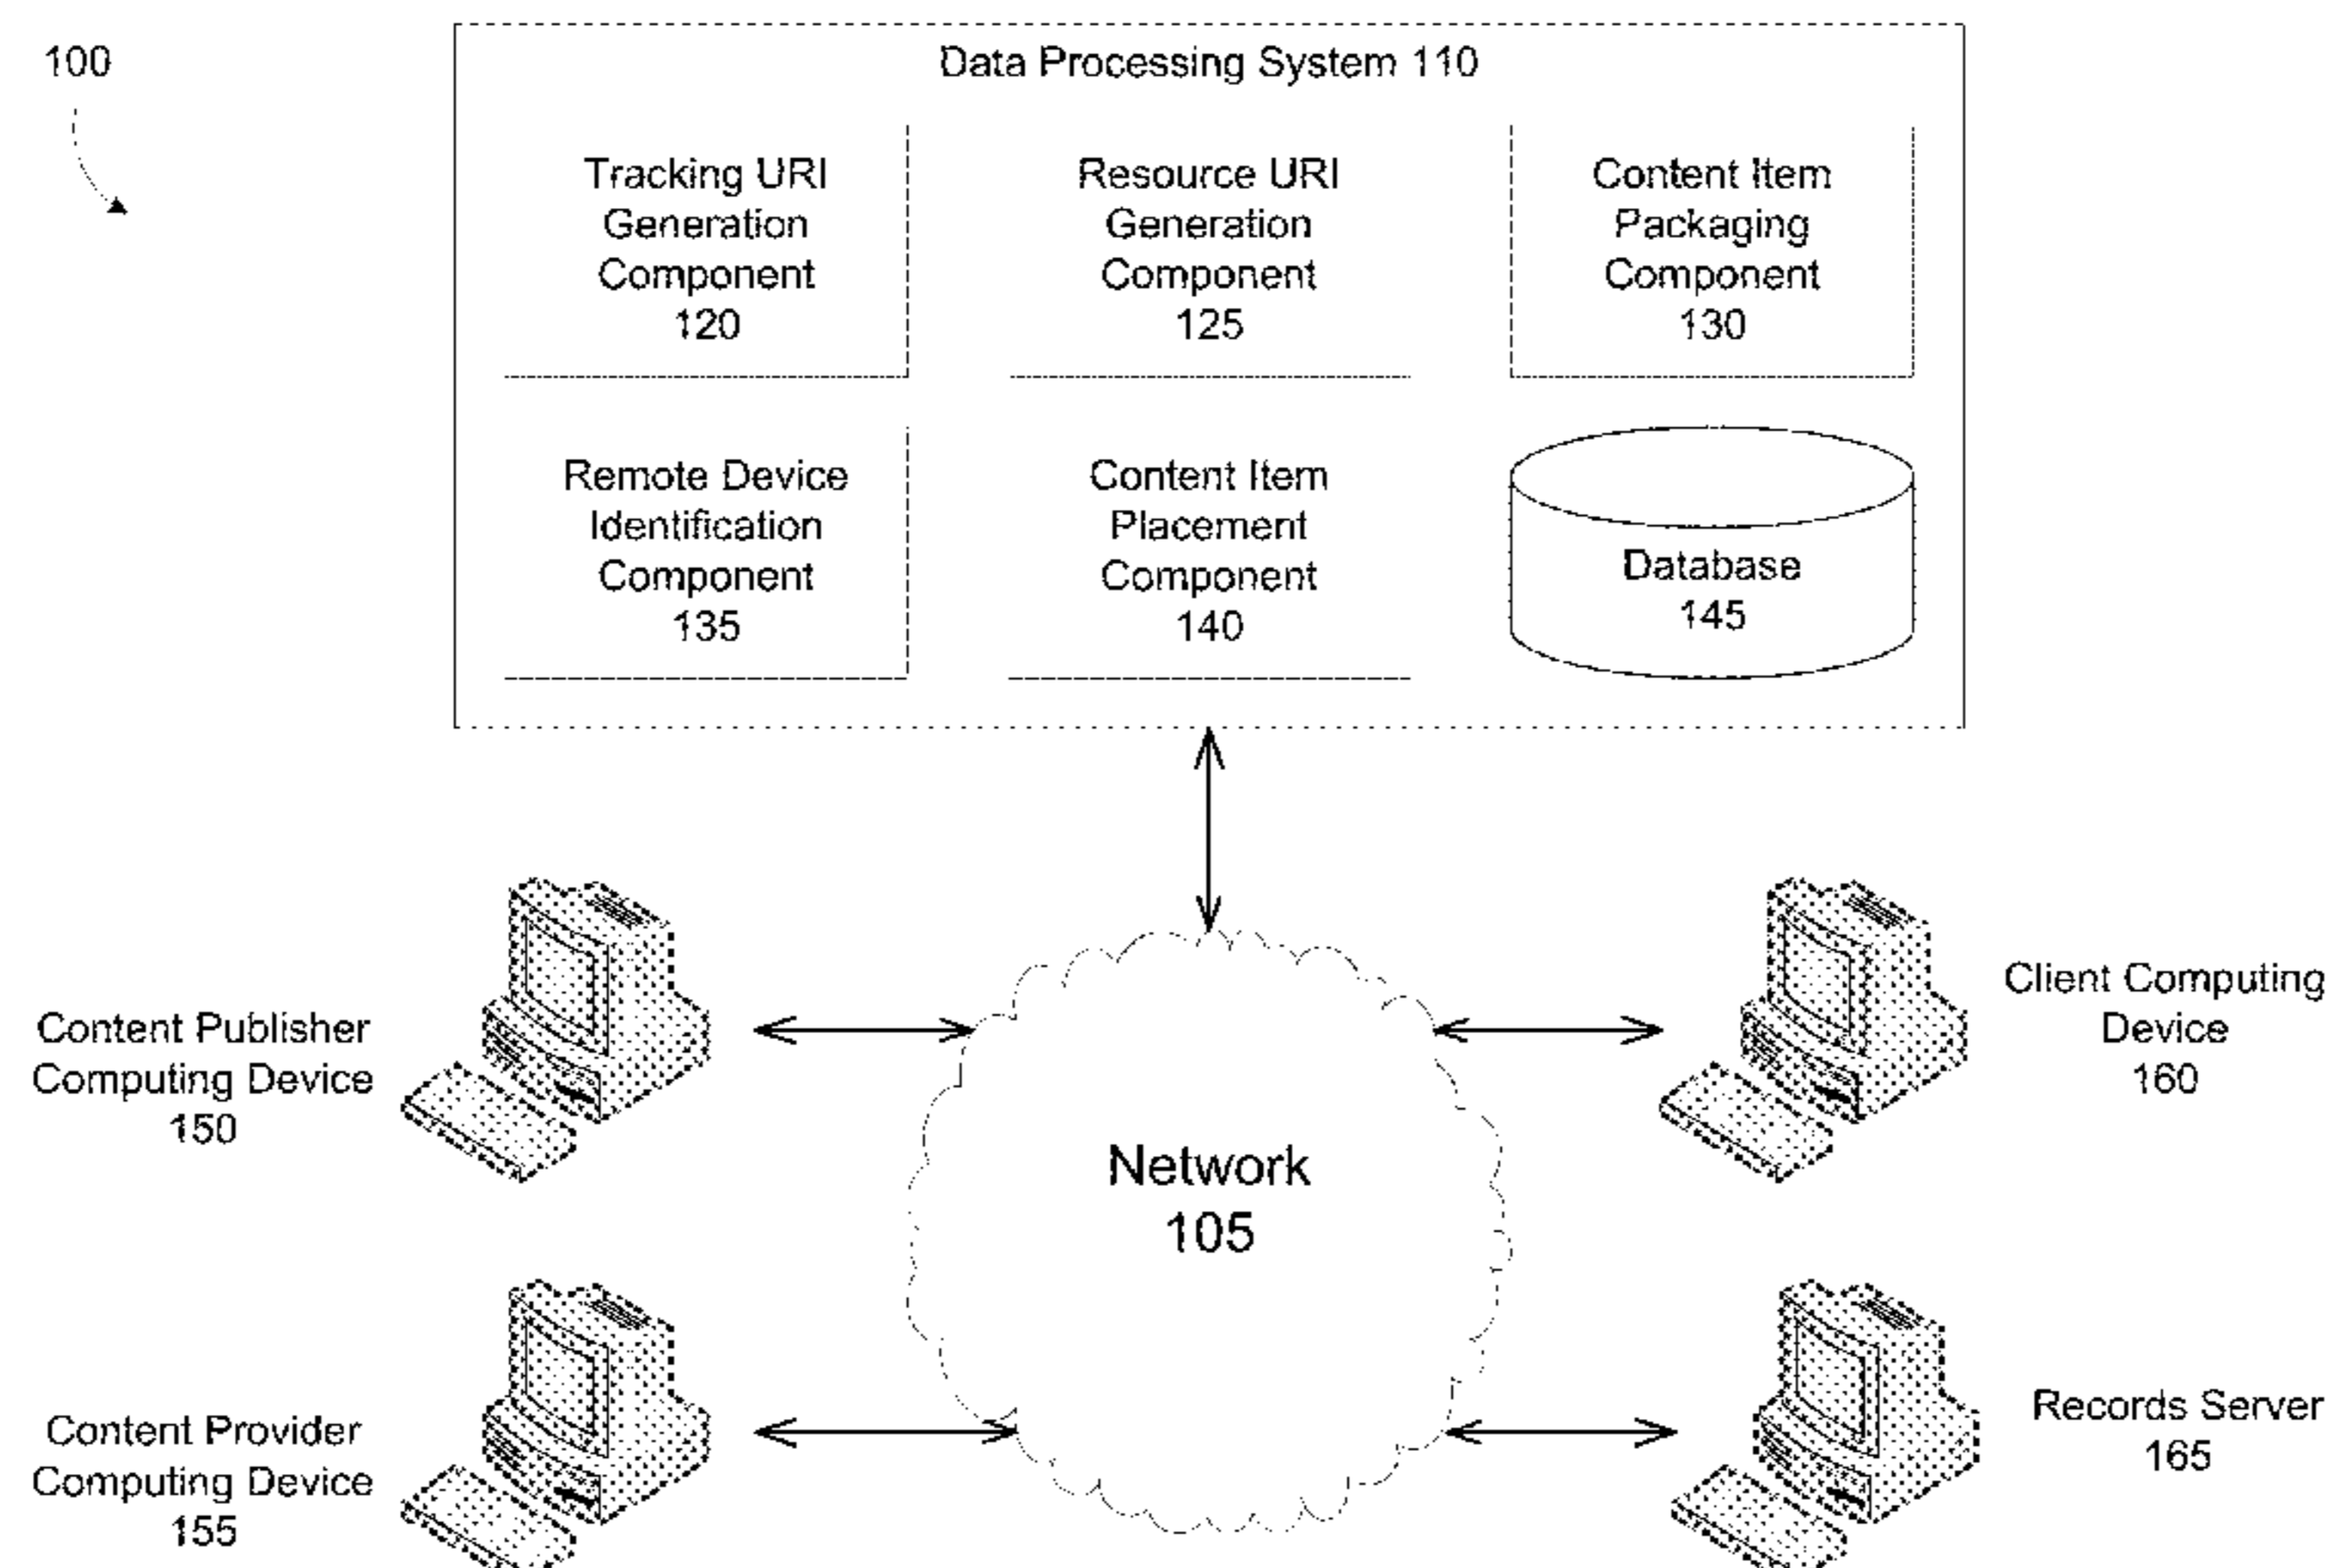 100
Data Processing System 110
Tracking URI
Generation
Component
120
Resource URI
Generation
Component
125
Content Item
Packaging
Component
130
Remote Device
Identification
Component
135
Content Item
Placement
Component
140
Database
145
Content Publisher
Computing Device
150
Client Computing
Device
160
Network
105
Content Provider
Computing Device
155
Records Server
165